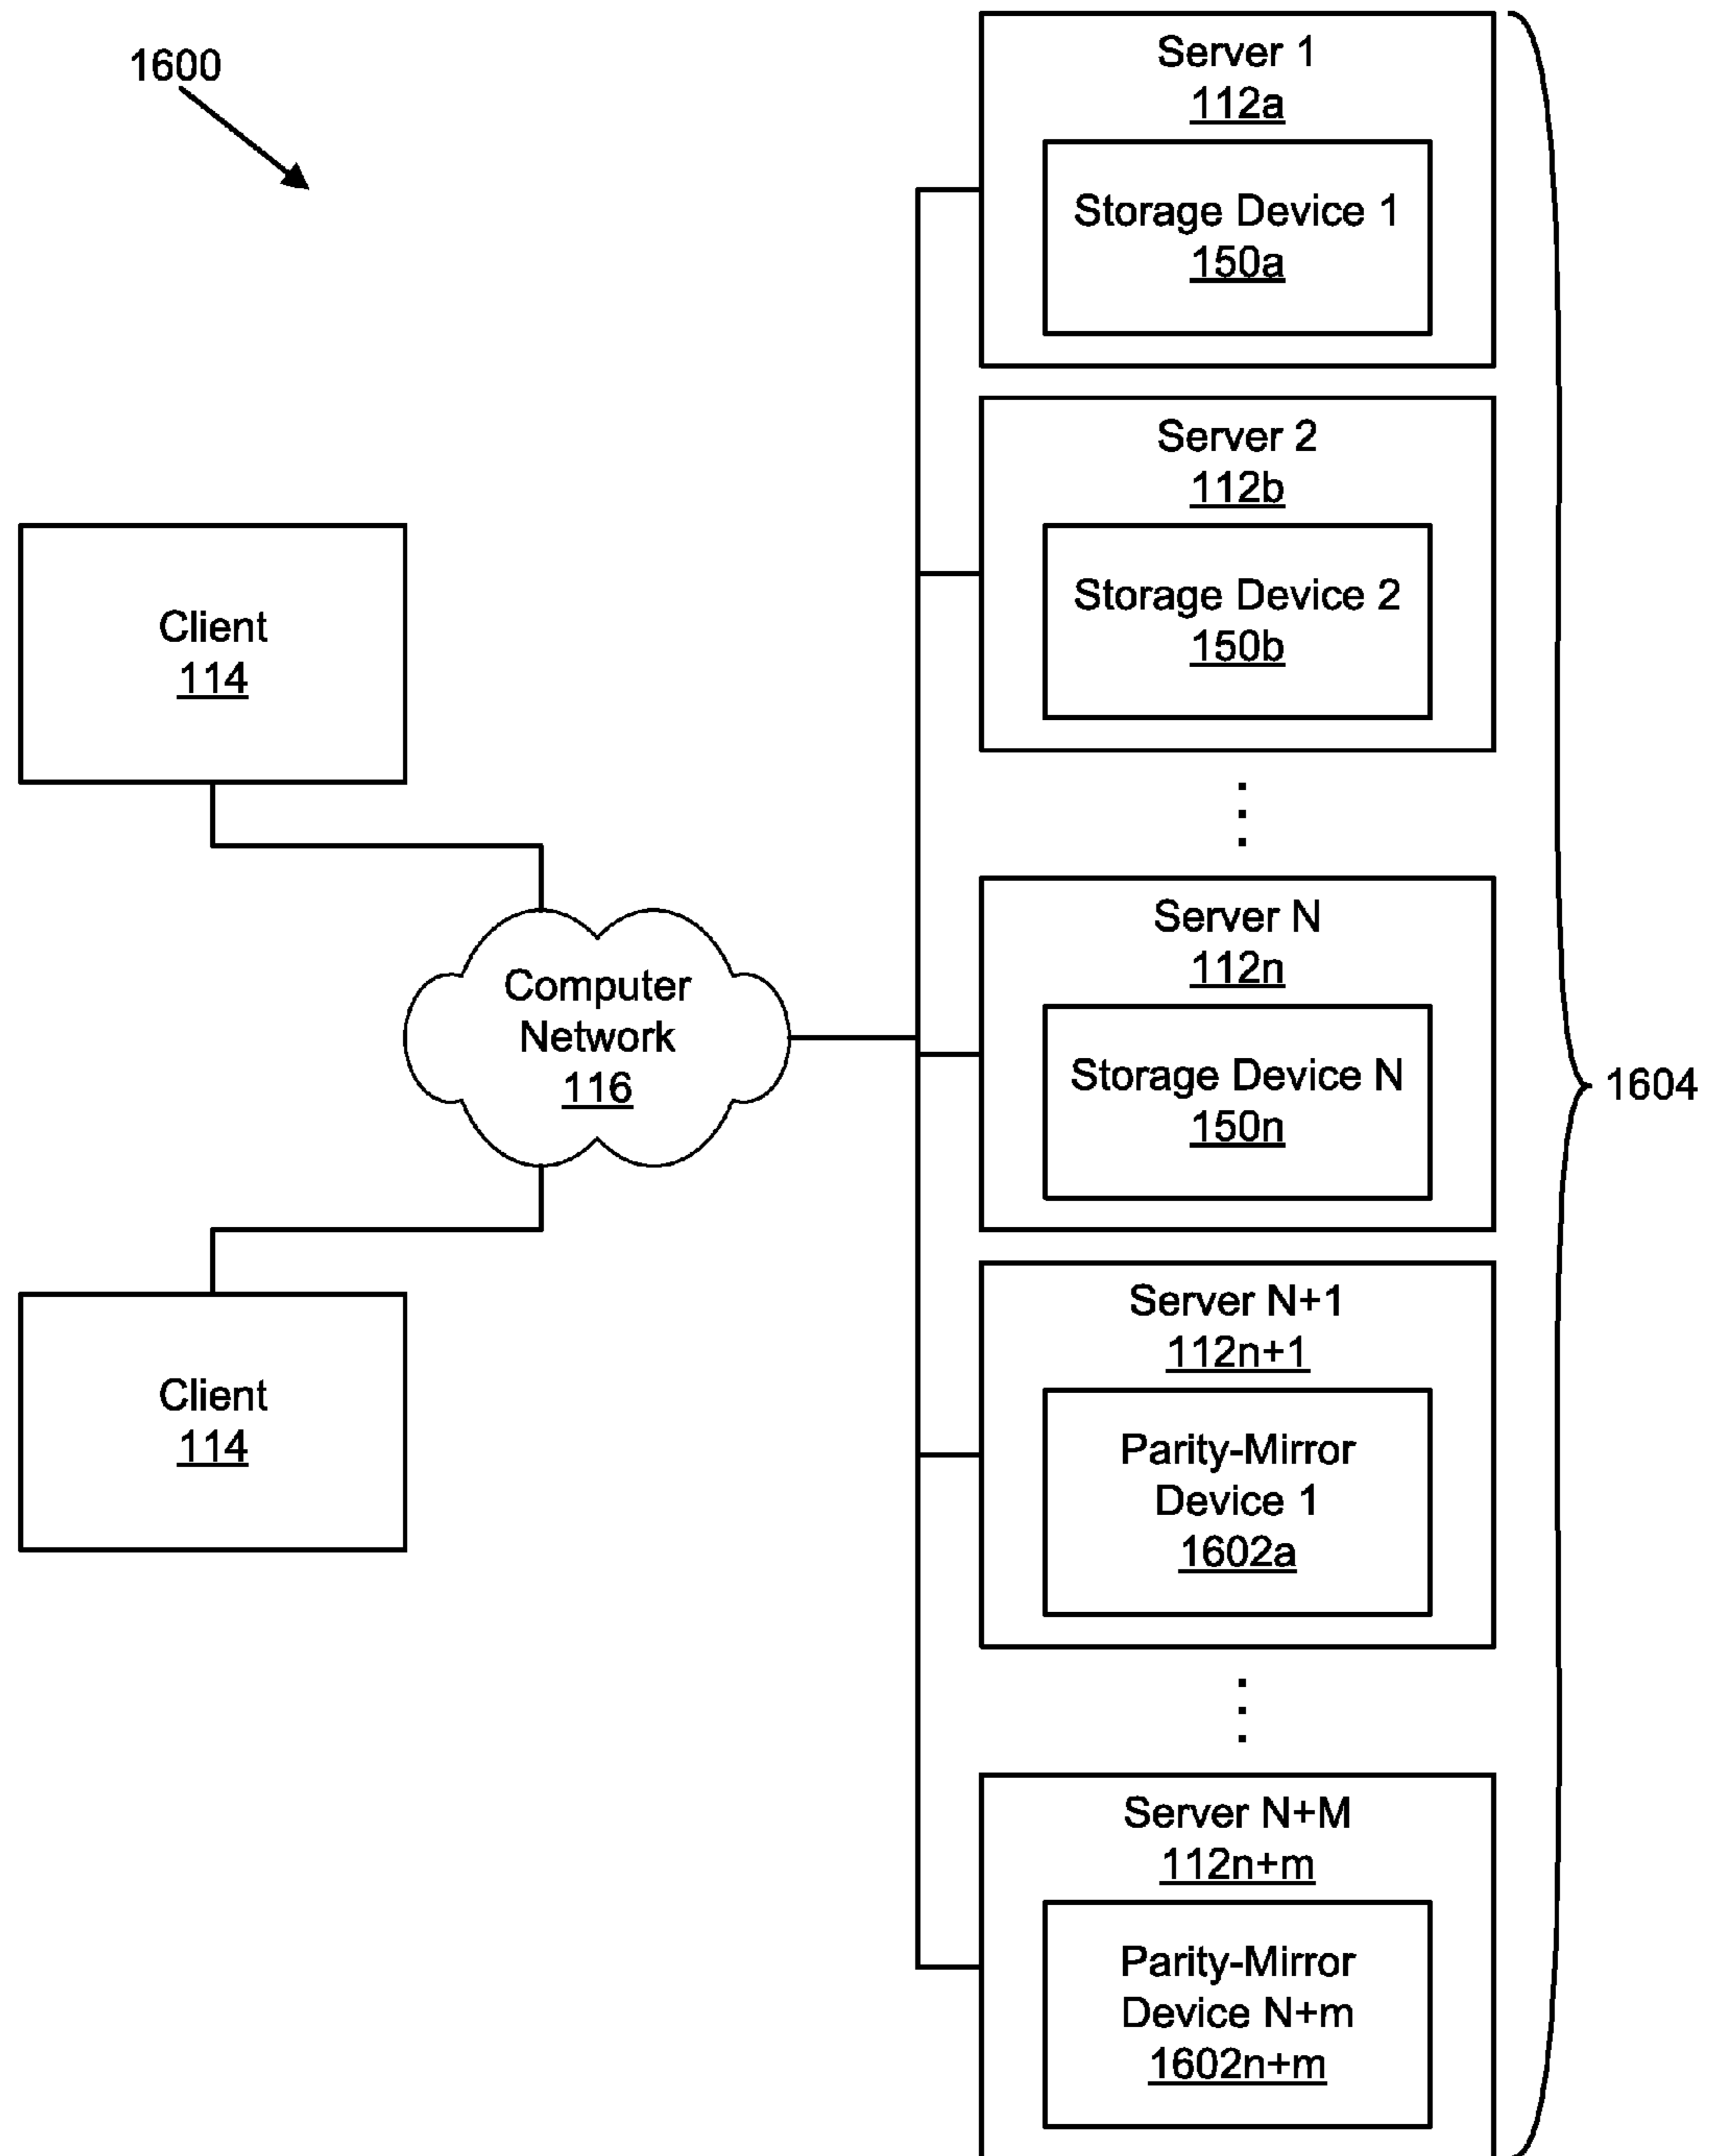 1600
Server 1
112a
Storage Device 1
150a
Server 2
112b
Storage Device 2
150b
Client
114
Server N
112n
Computer
Network
116
Storage Device N
150n
1604
Server N+1
112n+1
Client
114
Parity-Mirror
Device 1
1602a
Server N+M
112n+m
Parity-Mirror
Device N+m
1602n+m